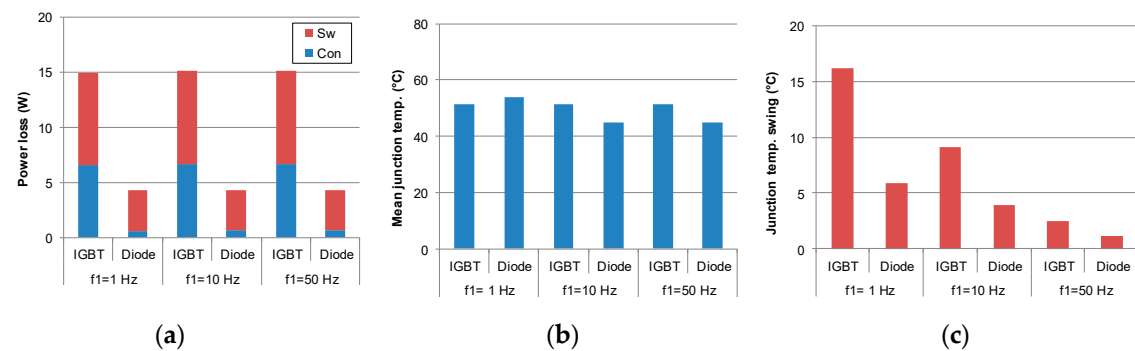 20
15
10
5
0
Power loss (W)
Sw
Con
IGBT Diode IGBT Diode IGBT Diode
f1=1 Hz f1=10 Hz f1=50 Hz
(a)
80
60
40
20
0
Mean junction temp. (°C)
IGBT Diode IGBT Diode IGBT Diode
f1= 1 Hz f1=10 Hz f1=50 Hz
(b)
20
15
10
5
0
Junction temp. swing (°C)
IGBT Diode IGBT Diode IGBT Diode
f1= 1 Hz f1=10 Hz f1=50 Hz
(c)